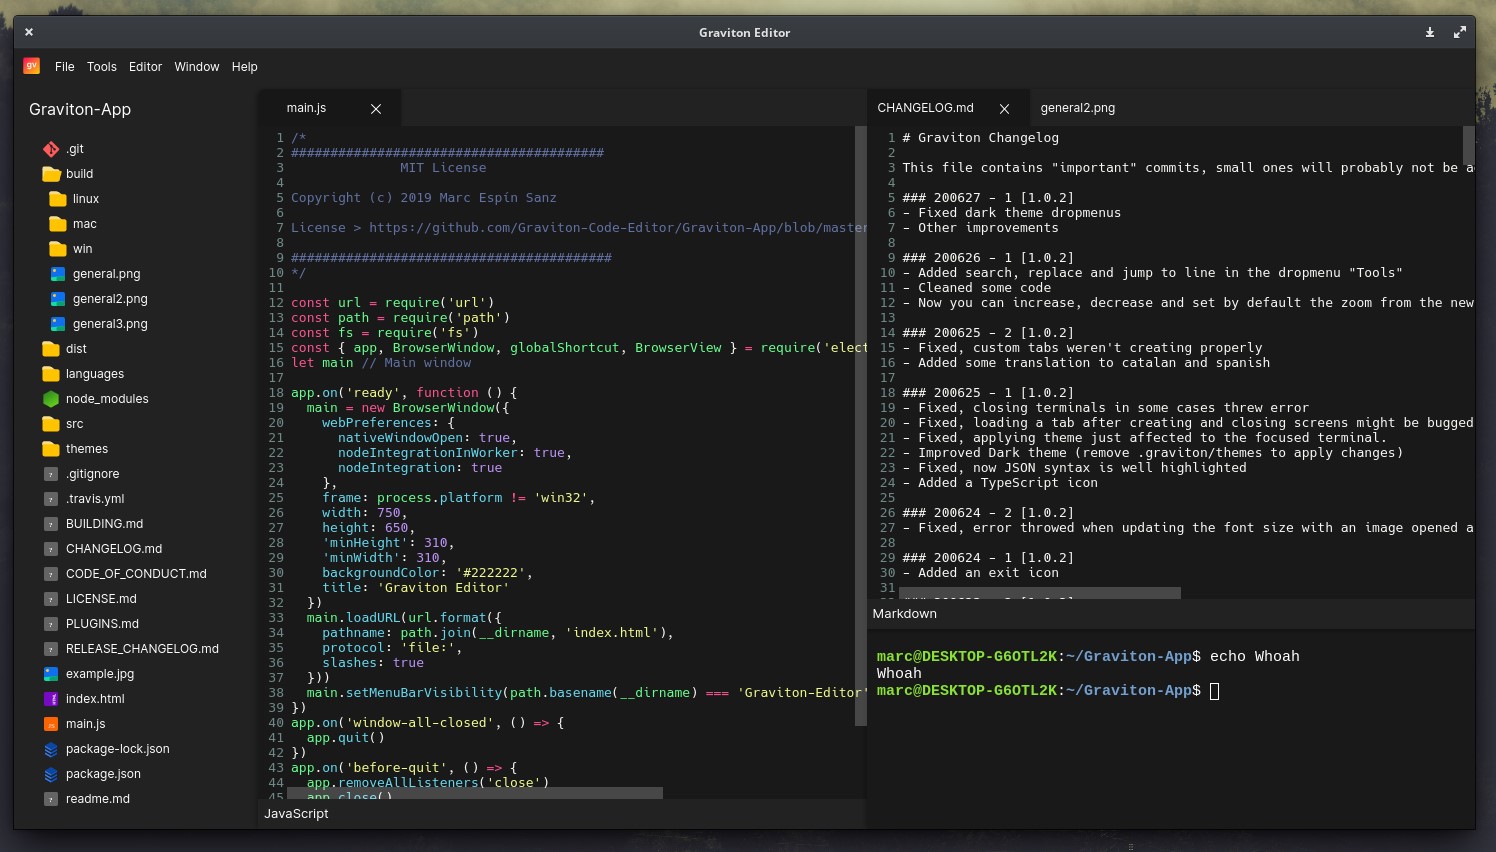 Graviton Editor
gv File Tools Editor Window Help
Graviton-App
.git
build
linux
mac
win
general.png
general2.png
general3.png
dist
languages
node_modules
src
themes
.gitignore
.travis.yml
BUILDING.md
CHANGELOG.md
CODE_OF_CONDUCT.md
LICENSE.md
PLUGINS.md
RELEASE_CHANGELOG.md
example.jpg
index.html
main.js
package-lock.json
package.json
readme.md
main.js
1 /*
2 ########################################
3 MIT License
4
5 Copyright (c) 2019 Marc Espín Sanz
6
7 License > https://github.com/Graviton-Code-Editor/Graviton-App/blob/master
8
9 #########################################
10 */
11
12 const url = require('url')
13 const path = require('path')
14 const fs = require('fs')
15 const { app, BrowserWindow, globalShortcut, BrowserView } = require('elect
16 let main // Main window
17
18 app.on('ready', function () {
19 main = new BrowserWindow({
20 webPreferences: {
21 nativeWindowOpen: true,
22 nodeIntegrationInWorker: true,
23 nodeIntegration: true
24 },
25 frame: process.platform != 'win32',
26 width: 750,
27 height: 650,
28 'minHeight': 310,
29 'minWidth': 310,
30 backgroundColor: '#222222',
31 title: 'Graviton Editor'
32 })
33 main.loadURL(url.format({
34 pathname: path.join(__dirname, 'index.html'),
35 protocol: 'file:',
36 slashes: true
37 }))
38 main.setMenuBarVisibility(path.basename(__dirname) === 'Graviton-Editor'
39 })
40 app.on('window-all-closed', () => {
41 app.quit()
42 })
43 app.on('before-quit', () => {
44 app.removeAllListeners('close')
45 app.close()
JavaScript
CHANGELOG.md general2.png
1 # Graviton Changelog
2
3 This file contains "important" commits, small ones will probably not be a
4
5 ### 200627 - 1 [1.0.2]
6 - Fixed dark theme dropmenus
7 - Other improvements
8
9 ### 200626 - 1 [1.0.2]
10 - Added search, replace and jump to line in the dropmenu "Tools"
11 - Cleaned some code
12 - Now you can increase, decrease and set by default the zoom from the new
13
14 ### 200625 - 2 [1.0.2]
15 - Fixed, custom tabs weren't creating properly
16 - Added some translation to catalan and spanish
17
18 ### 200625 - 1 [1.0.2]
19 - Fixed, closing terminals in some cases threw error
20 - Fixed, loading a tab after creating and closing screens might be bugged
21 - Fixed, applying theme just affected to the focused terminal.
22 - Improved Dark theme (remove .graviton/themes to apply changes)
23 - Fixed, now JSON syntax is well highlighted
24 - Added a TypeScript icon
25
26 ### 200624 - 2 [1.0.2]
27 - Fixed, error throwed when updating the font size with an image opened a
28
29 ### 200624 - 1 [1.0.2]
30 - Added an exit icon
31
Markdown
marc@DESKTOP-G6OTL2K:~/Graviton-App$ echo Whoah
Whoah
marc@DESKTOP-G6OTL2K:~/Graviton-App$